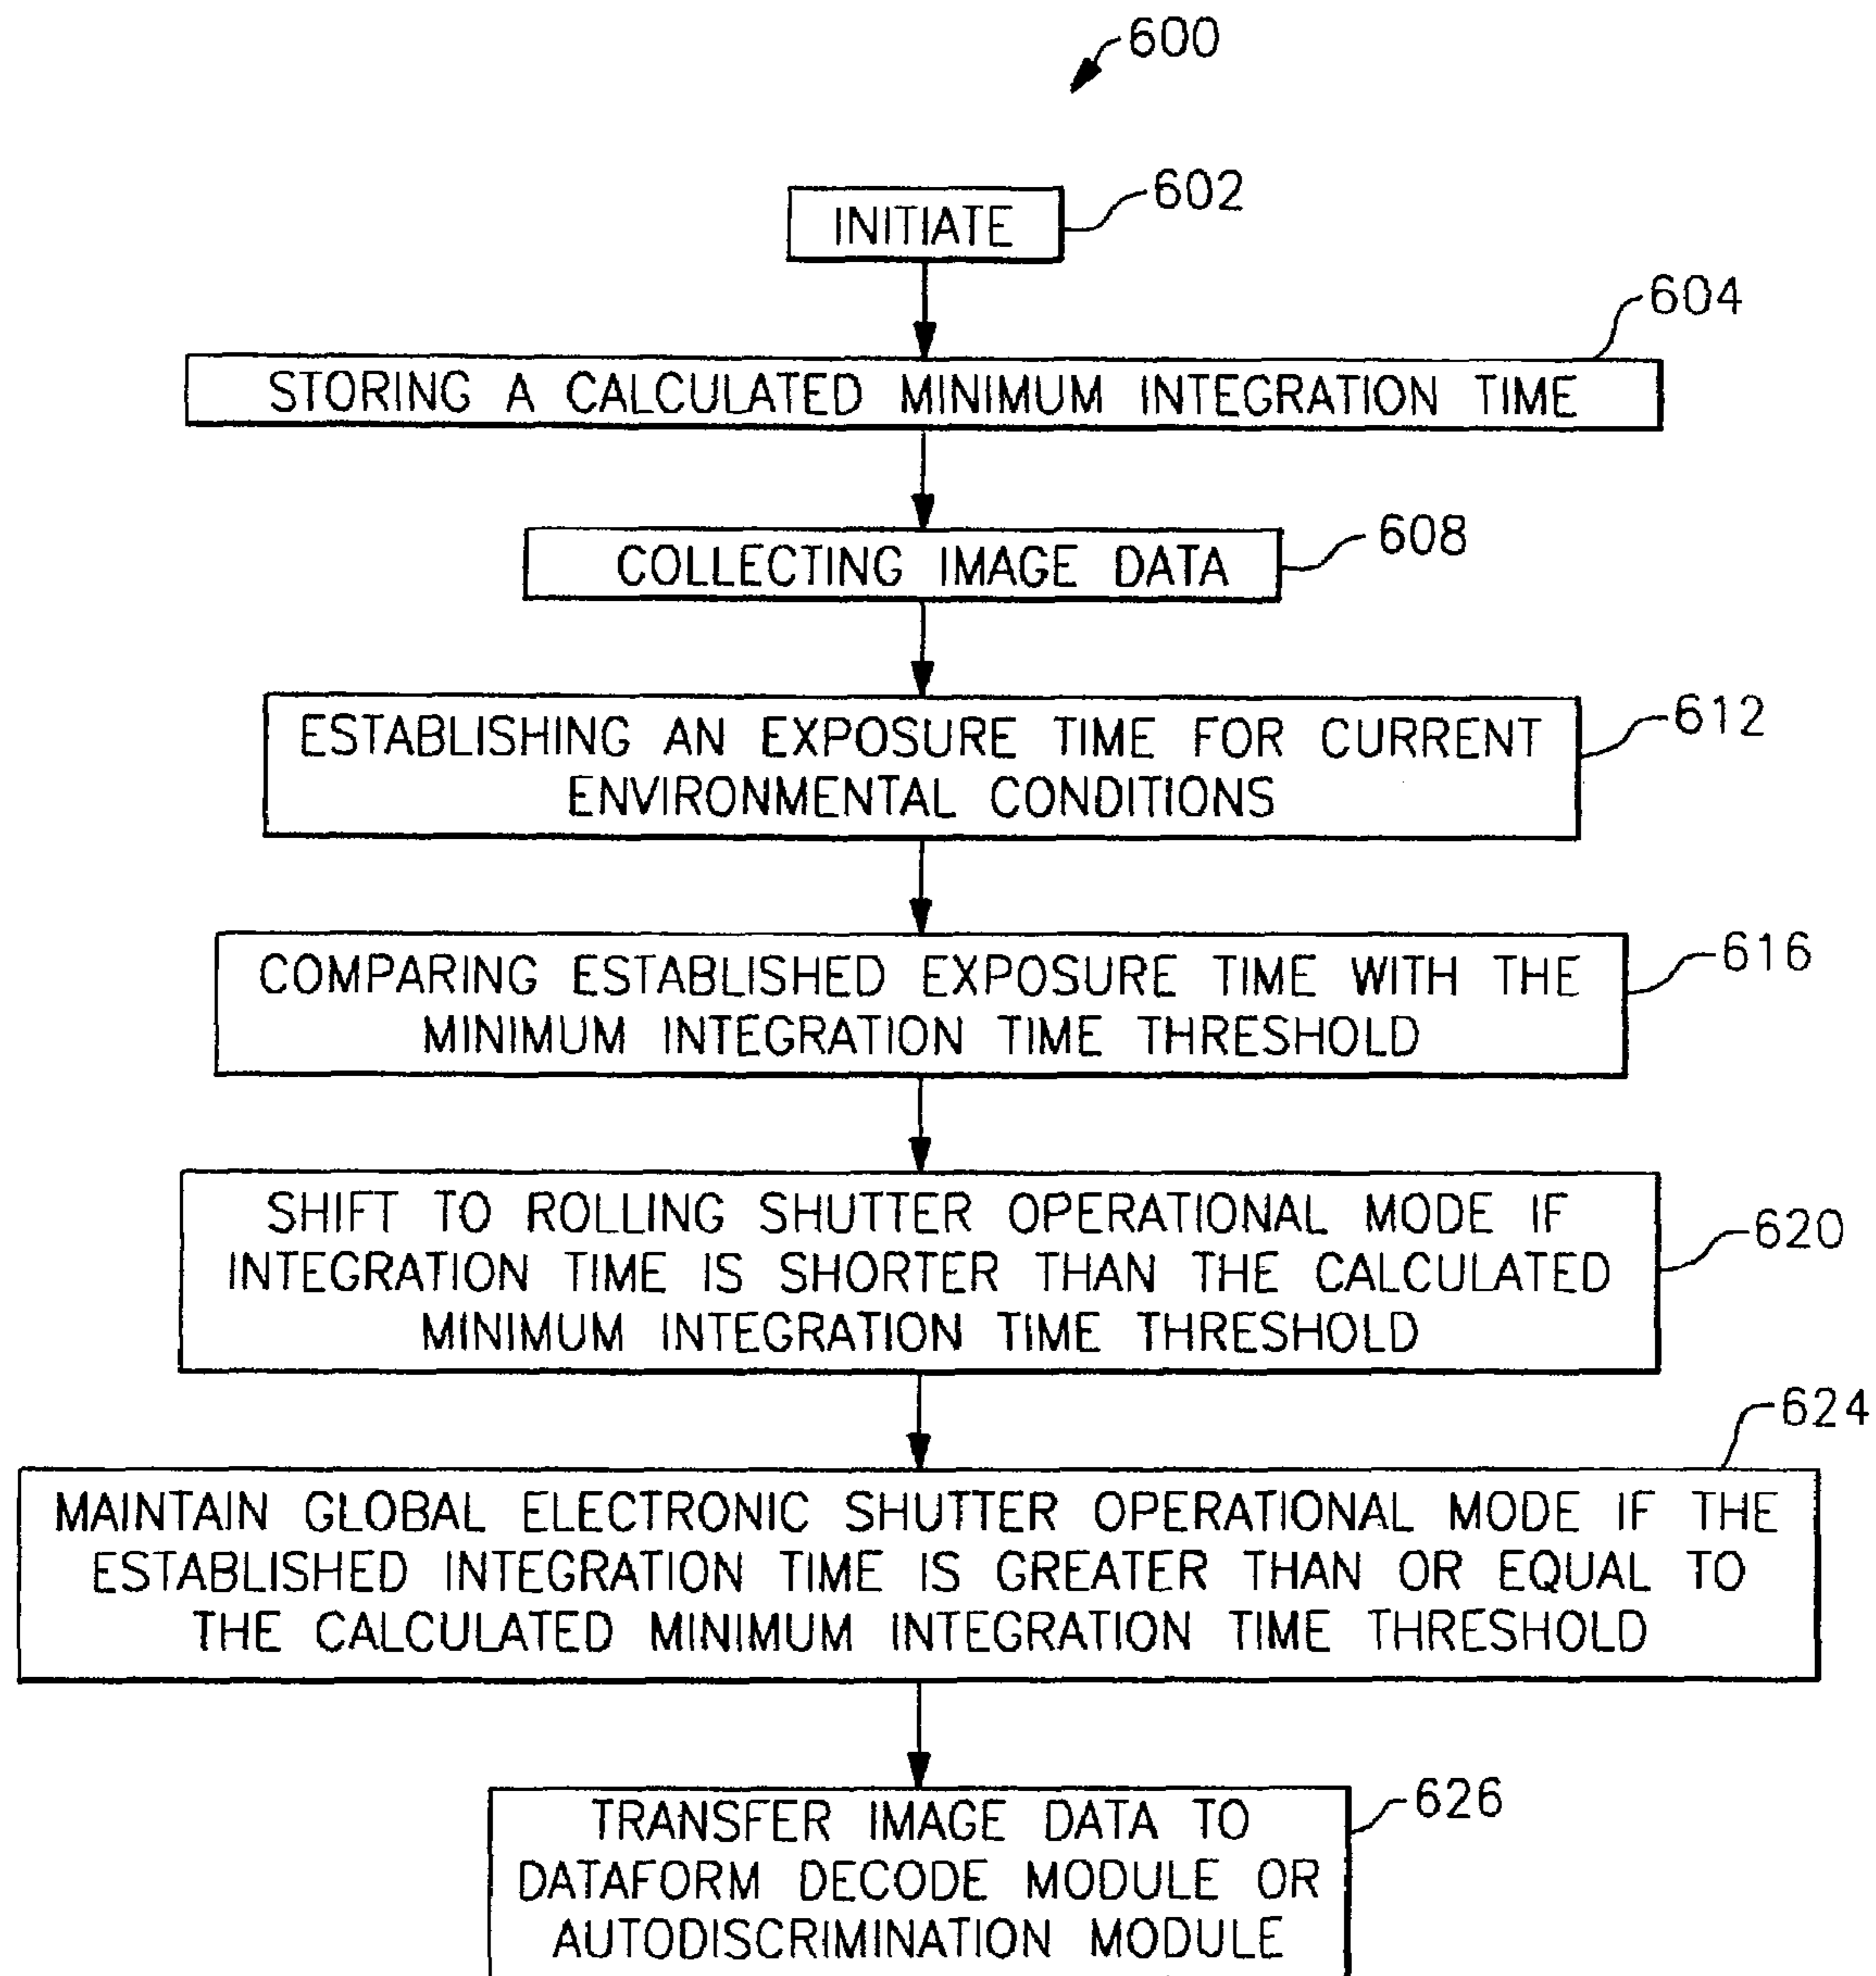 600
INITIATE
602
604
STORING A CALCULATED MINIMUM INTEGRATION TIME
COLLECTING IMAGE DATA
608
ESTABLISHING AN EXPOSURE TIME FOR CURRENT
ENVIRONMENTAL CONDITIONS
612
COMPARING ESTABLISHED EXPOSURE TIME WITH THE
MINIMUM INTEGRATION TIME THRESHOLD
616
SHIFT TO ROLLING SHUTTER OPERATIONAL MODE IF
INTEGRATION TIME IS SHORTER THAN THE CALCULATED
MINIMUM INTEGRATION TIME THRESHOLD
620
624
MAINTAIN GLOBAL ELECTRONIC SHUTTER OPERATIONAL MODE IF THE
ESTABLISHED INTEGRATION TIME IS GREATER THAN OR EQUAL TO
THE CALCULATED MINIMUM INTEGRATION TIME THRESHOLD
TRANSFER IMAGE DATA TO
DATAFORM DECODE MODULE OR
AUTODISCRIMINATION MODULE
626